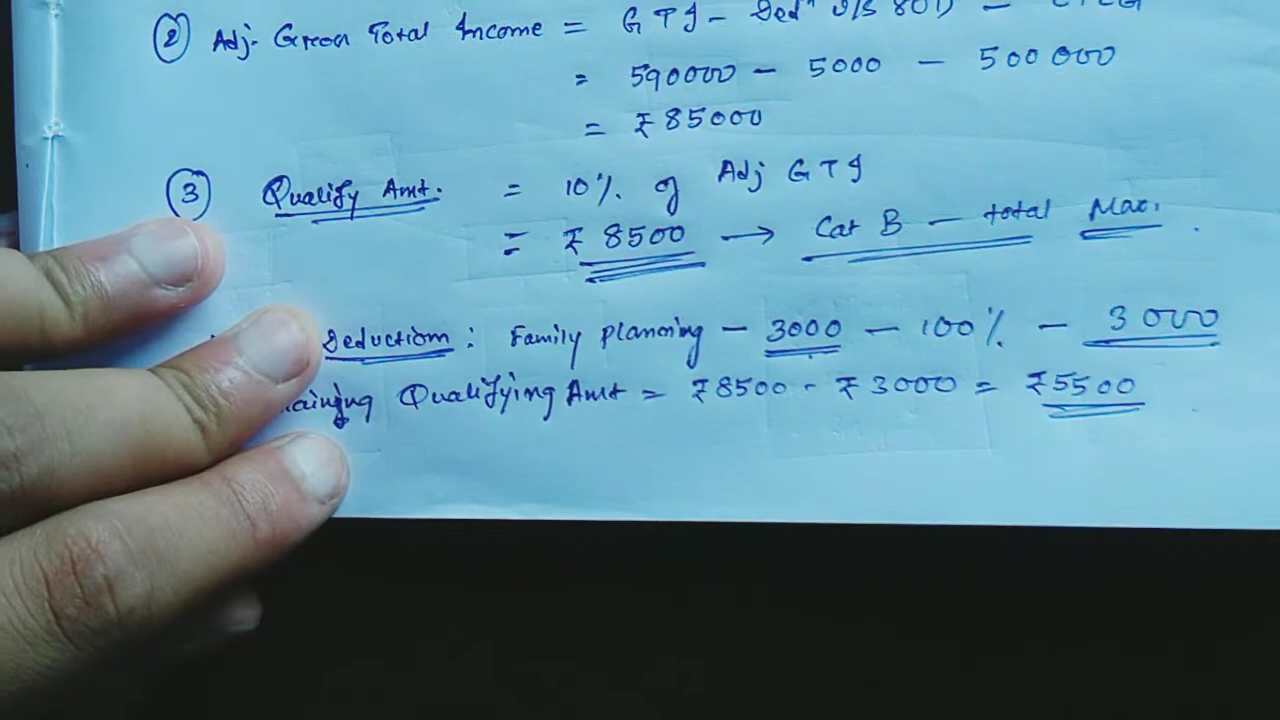 ② Adj. Gross Total Income = GTI - Dedⁿ U/S 80D - LTCG
= 590000 - 5000 - 500000
= ₹85000
③ Qualify Amt. = 10% of Adj GTI
= ₹8500 → Cat B - total Max.
Deduction: Family planning - 3000 - 100% - 3000
Qualifying Amt = ₹8500 - ₹3000 = ₹5500